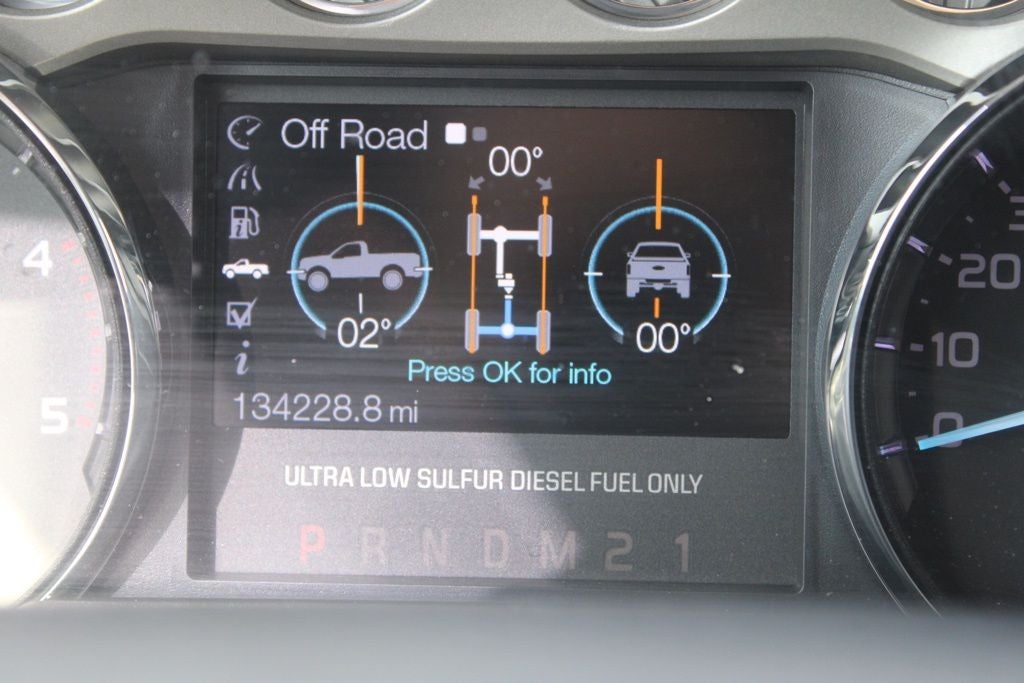 Off Road
00°
02°
00°
Press OK for info
134228.8 mi
ULTRA LOW SULFUR DIESEL FUEL ONLY
P R N D M 2 1
4
5
20
10
0